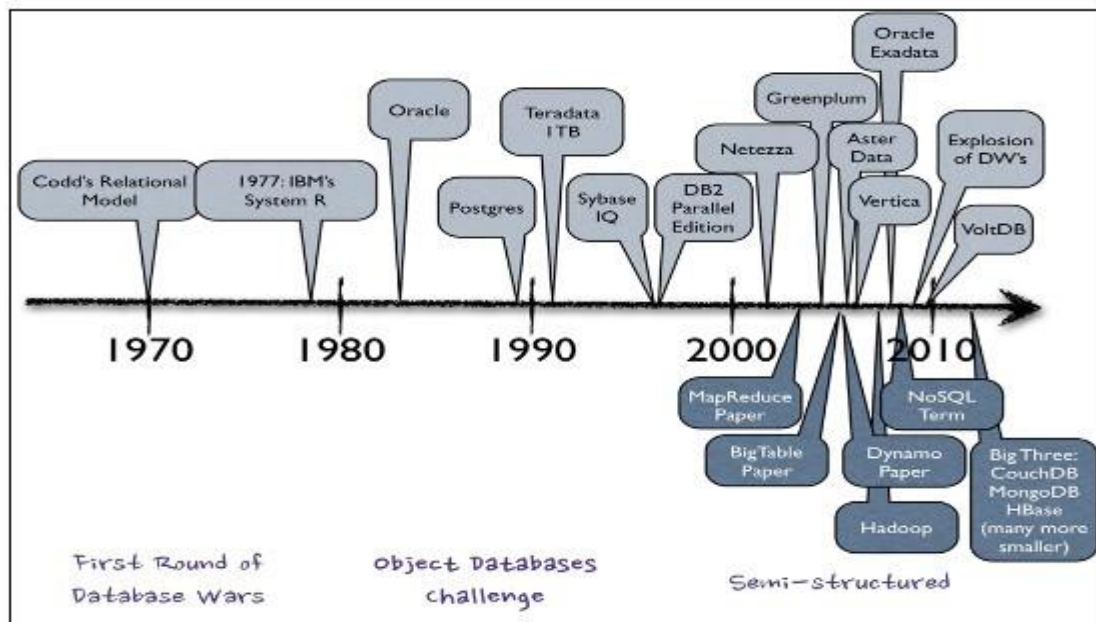 Oracle
Exadata
Oracle
Greenplum
Teradata
1TB
Netezza
Aster
Data
Explosion
of DW's
Codd's Relational
Model
1977: IBM's
System R
Postgres
Sybase
IQ
DB2
Parallel
Edition
Vertica
VoltDB
1970
1980
1990
2000
2010
MapReduce
Paper
NoSQL
Term
BigTable
Paper
Dynamo
Paper
Big Three:
CouchDB
MongoDB
HBase
(many more
smaller)
Hadoop
First Round of
Database Wars
Object Databases
Challenge
Semi-structured